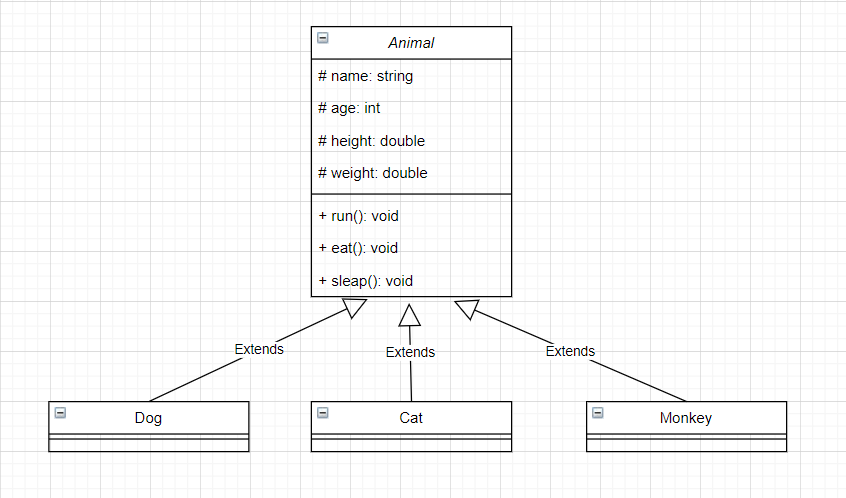 Animal
# name: string
# age: int
# height: double
# weight: double
+ run(): void
+ eat(): void
+ sleap(): void
Extends
Extends
Extends
Dog
Cat
Monkey